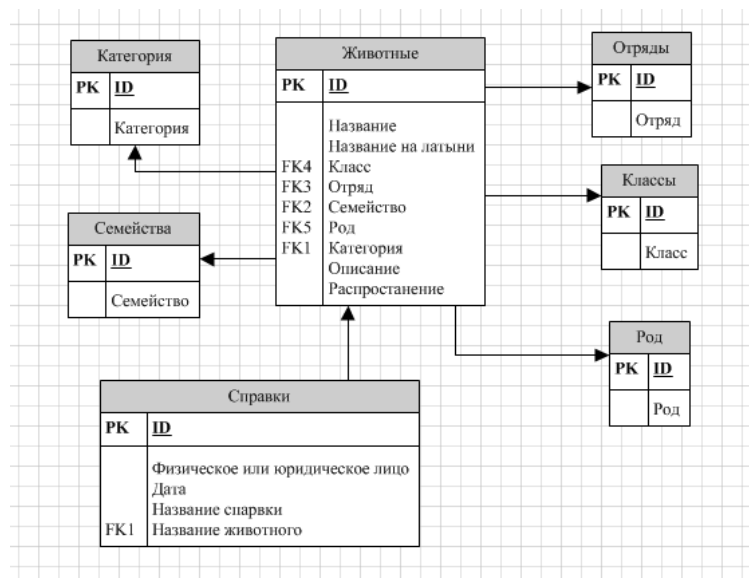 Категория
PK ID
Категория
Животные
PK ID
Название
Название на латыни
FK4 Класс
FK3 Отряд
FK2 Семейство
FK5 Род
FK1 Категория
Описание
Распростанение
Отряды
PK ID
Отряд
Классы
PK ID
Класс
Семейства
PK ID
Семейство
Род
PK ID
Род
Справки
PK ID
Физическое или юридическое лицо
Дата
Название спарвки
FK1 Название животного